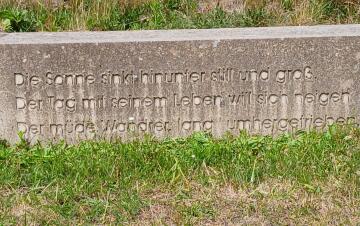 Die Sonne sinkt hinunter still und groß.
Der Tag mit seinem Leben will sich neigen
Der müde Wandrer, lang umhergetrieben